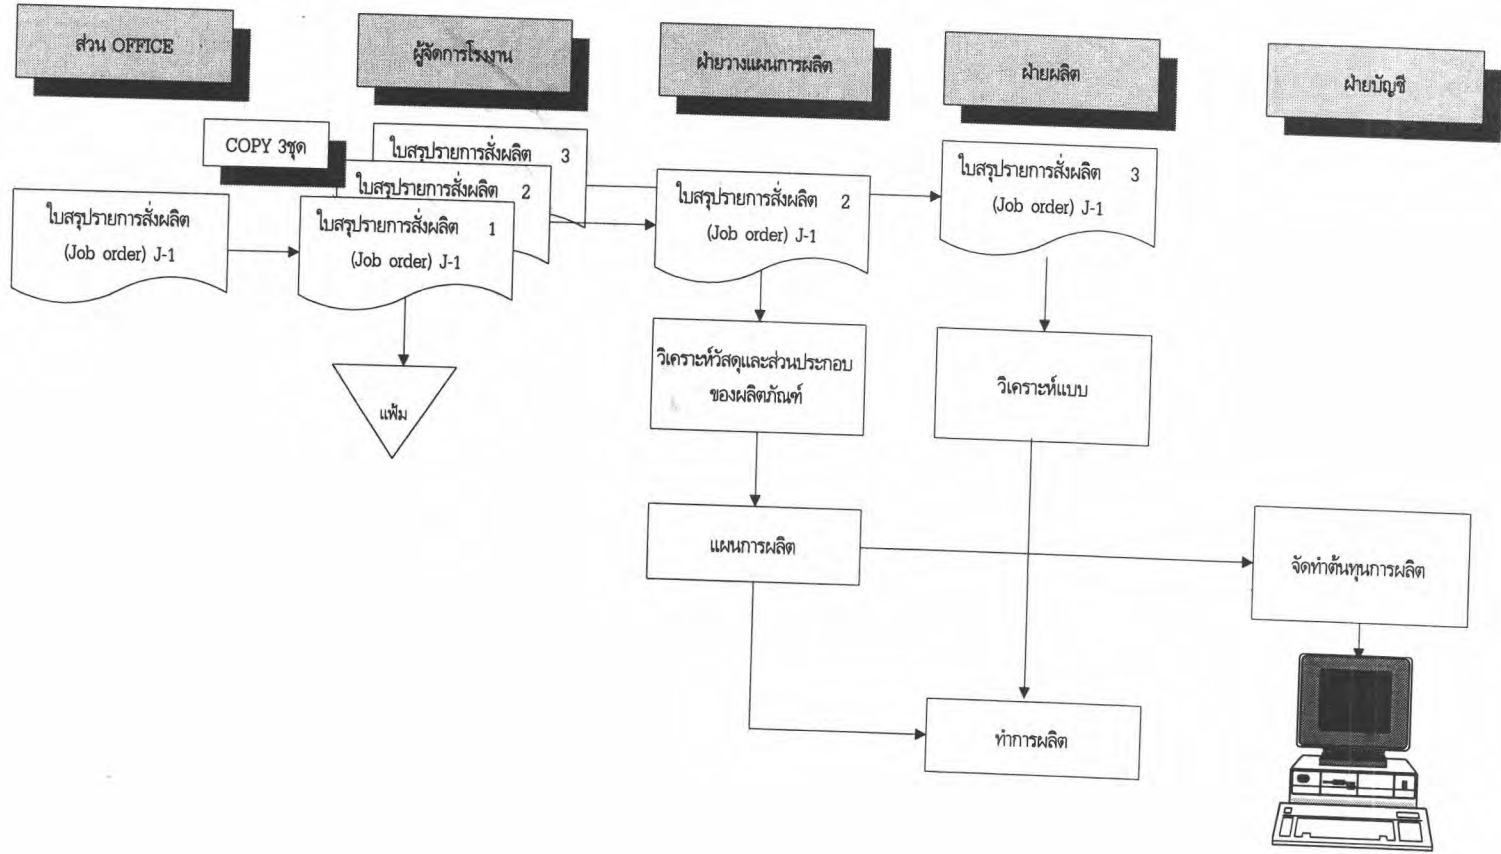 ส่วน OFFICE
ผู้จัดการโรงงาน
ฝ่ายวางแผนการผลิต
ฝ่ายผลิต
ฝ่ายบัญชี
COPY 3ชุด
ใบสรุปรายการสั่งผลิต 3
ใบสรุปรายการสั่งผลิต 2
ใบสรุปรายการสั่งผลิต 1
(Job order) J-1
ใบสรุปรายการสั่งผลิต
(Job order) J-1
ใบสรุปรายการสั่งผลิต 2
(Job order) J-1
ใบสรุปรายการสั่งผลิต 3
(Job order) J-1
แฟ้ม
วิเคราะห์วัสดุและส่วนประกอบ
ของผลิตภัณฑ์
วิเคราะห์แบบ
แผนการผลิต
จัดทำต้นทุนการผลิต
ทำการผลิต